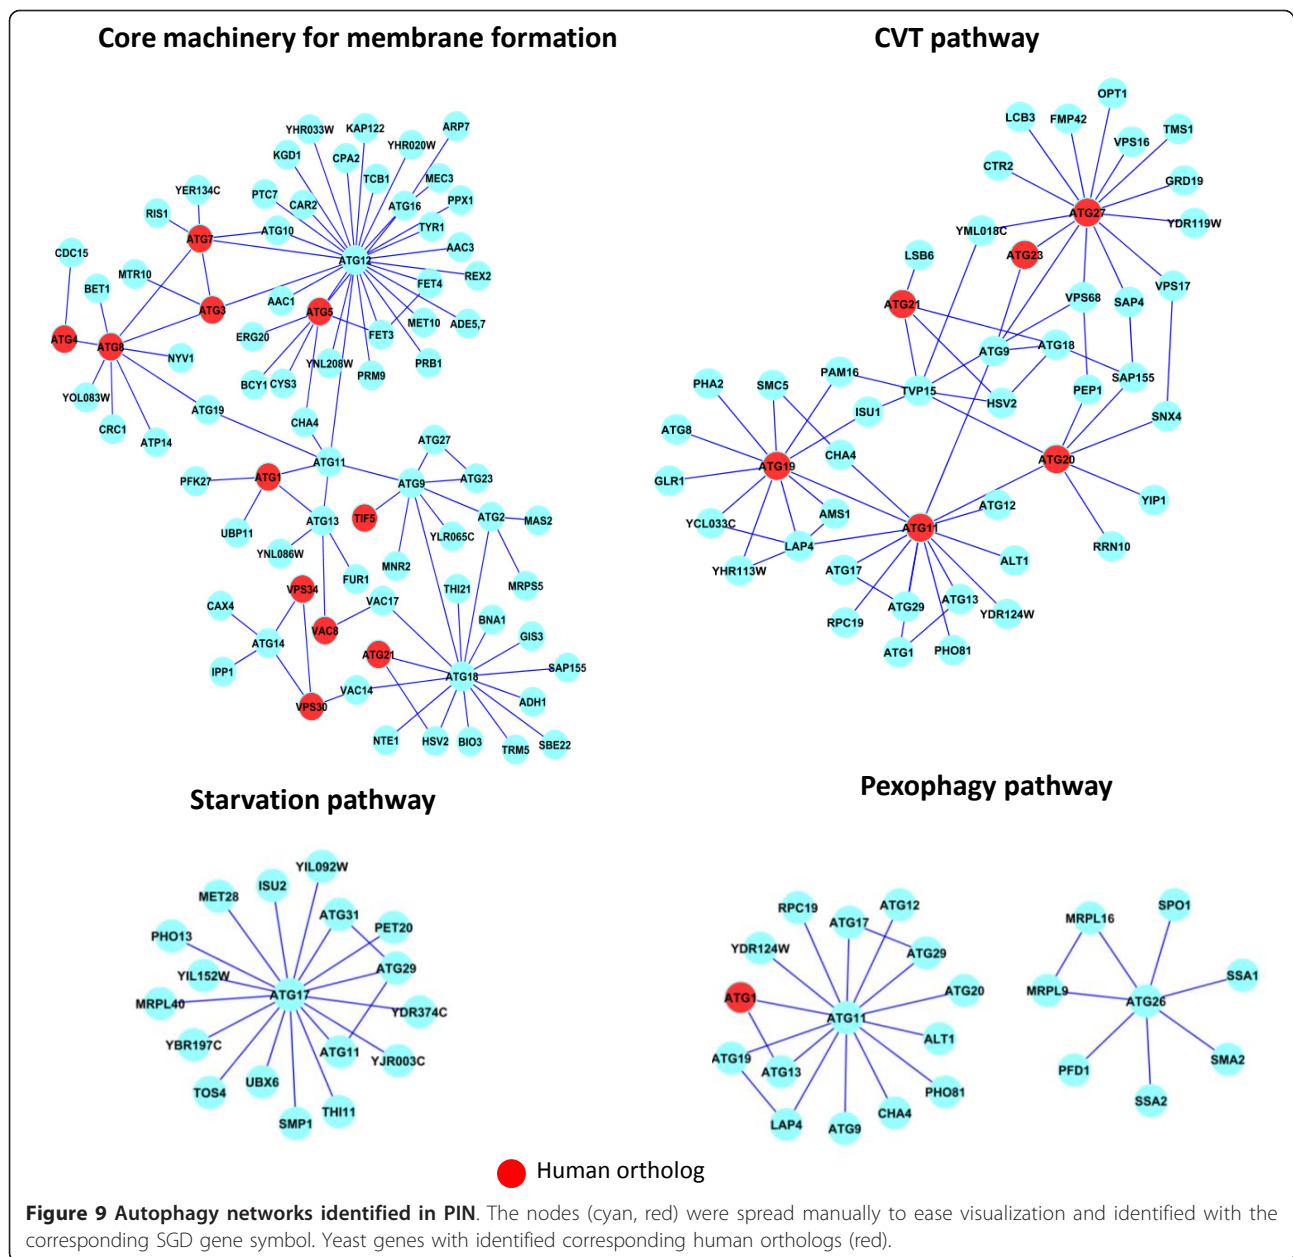 Core machinery for membrane formation
CVT pathway
YHR033W
KAP122
ARP7
KGD1
CPA2
YHR020W
TCB1
MEC3
YER134C
PTC7
CAR2
ATG16
PPX1
RIS1
TYR1
ATG7
ATG10
AAC3
CDC15
ATG12
REX2
MTR10
FET4
BET1
AAC1
ATG3
ATG5
MET10
ADE5,7
ATG4
ATG8
ERG20
FET3
NYV1
YNL208W
PRB1
BCY1
CYS3
PRM9
YOL083W
ATG19
CRC1
ATP14
CHA4
ATG27
ATG11
PFK27
ATG1
ATG9
ATG23
TIF5
ATG2
MAS2
UBP11
ATG13
YNL086W
YLR065C
MNR2
FUR1
MRPS5
VPS34
THI21
CAX4
VAC17
BNA1
VAC8
GIS3
ATG14
ATG21
SAP155
IPP1
ATG18
VAC14
VPS30
ADH1
NTE1
HSV2
BIO3
TRM5
SBE22
OPT1
LCB3
FMP42
TMS1
VPS16
CTR2
GRD19
ATG27
YDR119W
YML018C
LSB6
ATG23
VPS17
ATG21
VPS68
SAP4
ATG9
ATG18
PHA2
SMC5
PAM16
SAP155
TVP15
PEP1
HSV2
ISU1
SNX4
ATG8
CHA4
ATG19
ATG20
GLR1
YIP1
AMS1
ATG12
YCL033C
ATG11
LAP4
RRN10
YHR113W
ATG17
ALT1
ATG29
ATG13
RPC19
YDR124W
ATG1
PHO81
Starvation pathway
Pexophagy pathway
YIL092W
ISU2
MET28
ATG31
PET20
PHO13
YIL152W
ATG29
ATG17
MRPL40
YDR374C
YBR197C
ATG11
YJR003C
UBX6
TOS4
THI11
SMP1
RPC19
ATG12
ATG17
YDR124W
ATG29
ATG1
ATG20
ATG11
ALT1
ATG19
ATG13
PHO81
LAP4
ATG9
CHA4
SPO1
MRPL16
SSA1
MRPL9
ATG26
SMA2
PFD1
SSA2
Human ortholog
Figure 9 Autophagy networks identified in PIN. The nodes (cyan, red) were spread manually to ease visualization and identified with the
corresponding SGD gene symbol. Yeast genes with identified corresponding human orthologs (red).